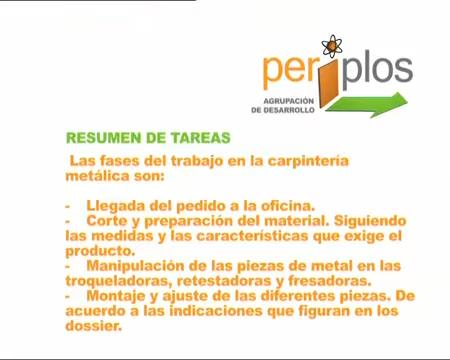 periplos
AGRUPACIÓN
DE DESARROLLO
RESUMEN DE TAREAS
Las fases del trabajo en la carpintería
metálica son:
- Llegada del pedido a la oficina.
- Corte y preparación del material. Siguiendo
las medidas y las características que exige el
producto.
- Manipulación de las piezas de metal en las
troqueladoras, retestadoras y fresadoras.
- Montaje y ajuste de las diferentes piezas. De
acuerdo a las indicaciones que figuran en los
dossier.